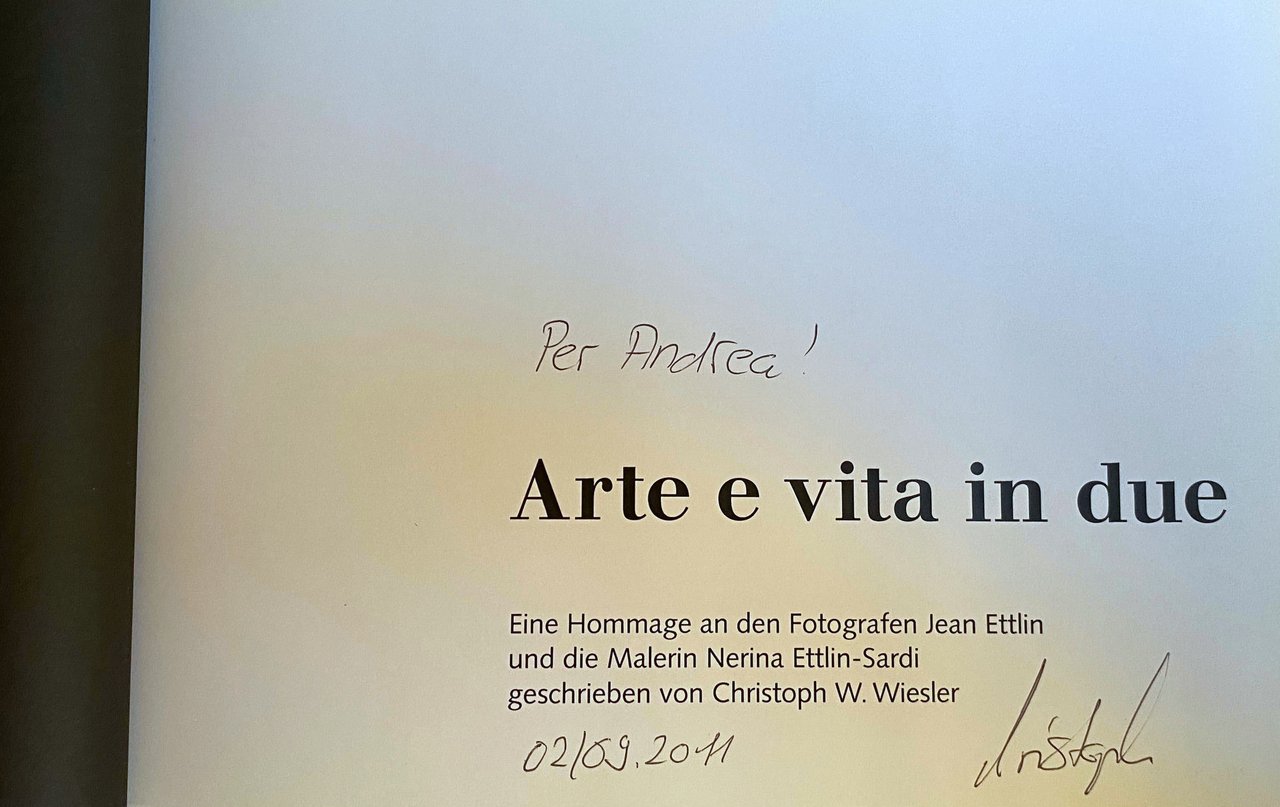 Per Andrea!
Arte e vita in due
Eine Hommage an den Fotografen Jean Ettlin
und die Malerin Nerina Ettlin-Sardi
geschrieben von Christoph W. Wiesler
02/09.2011
Christoph